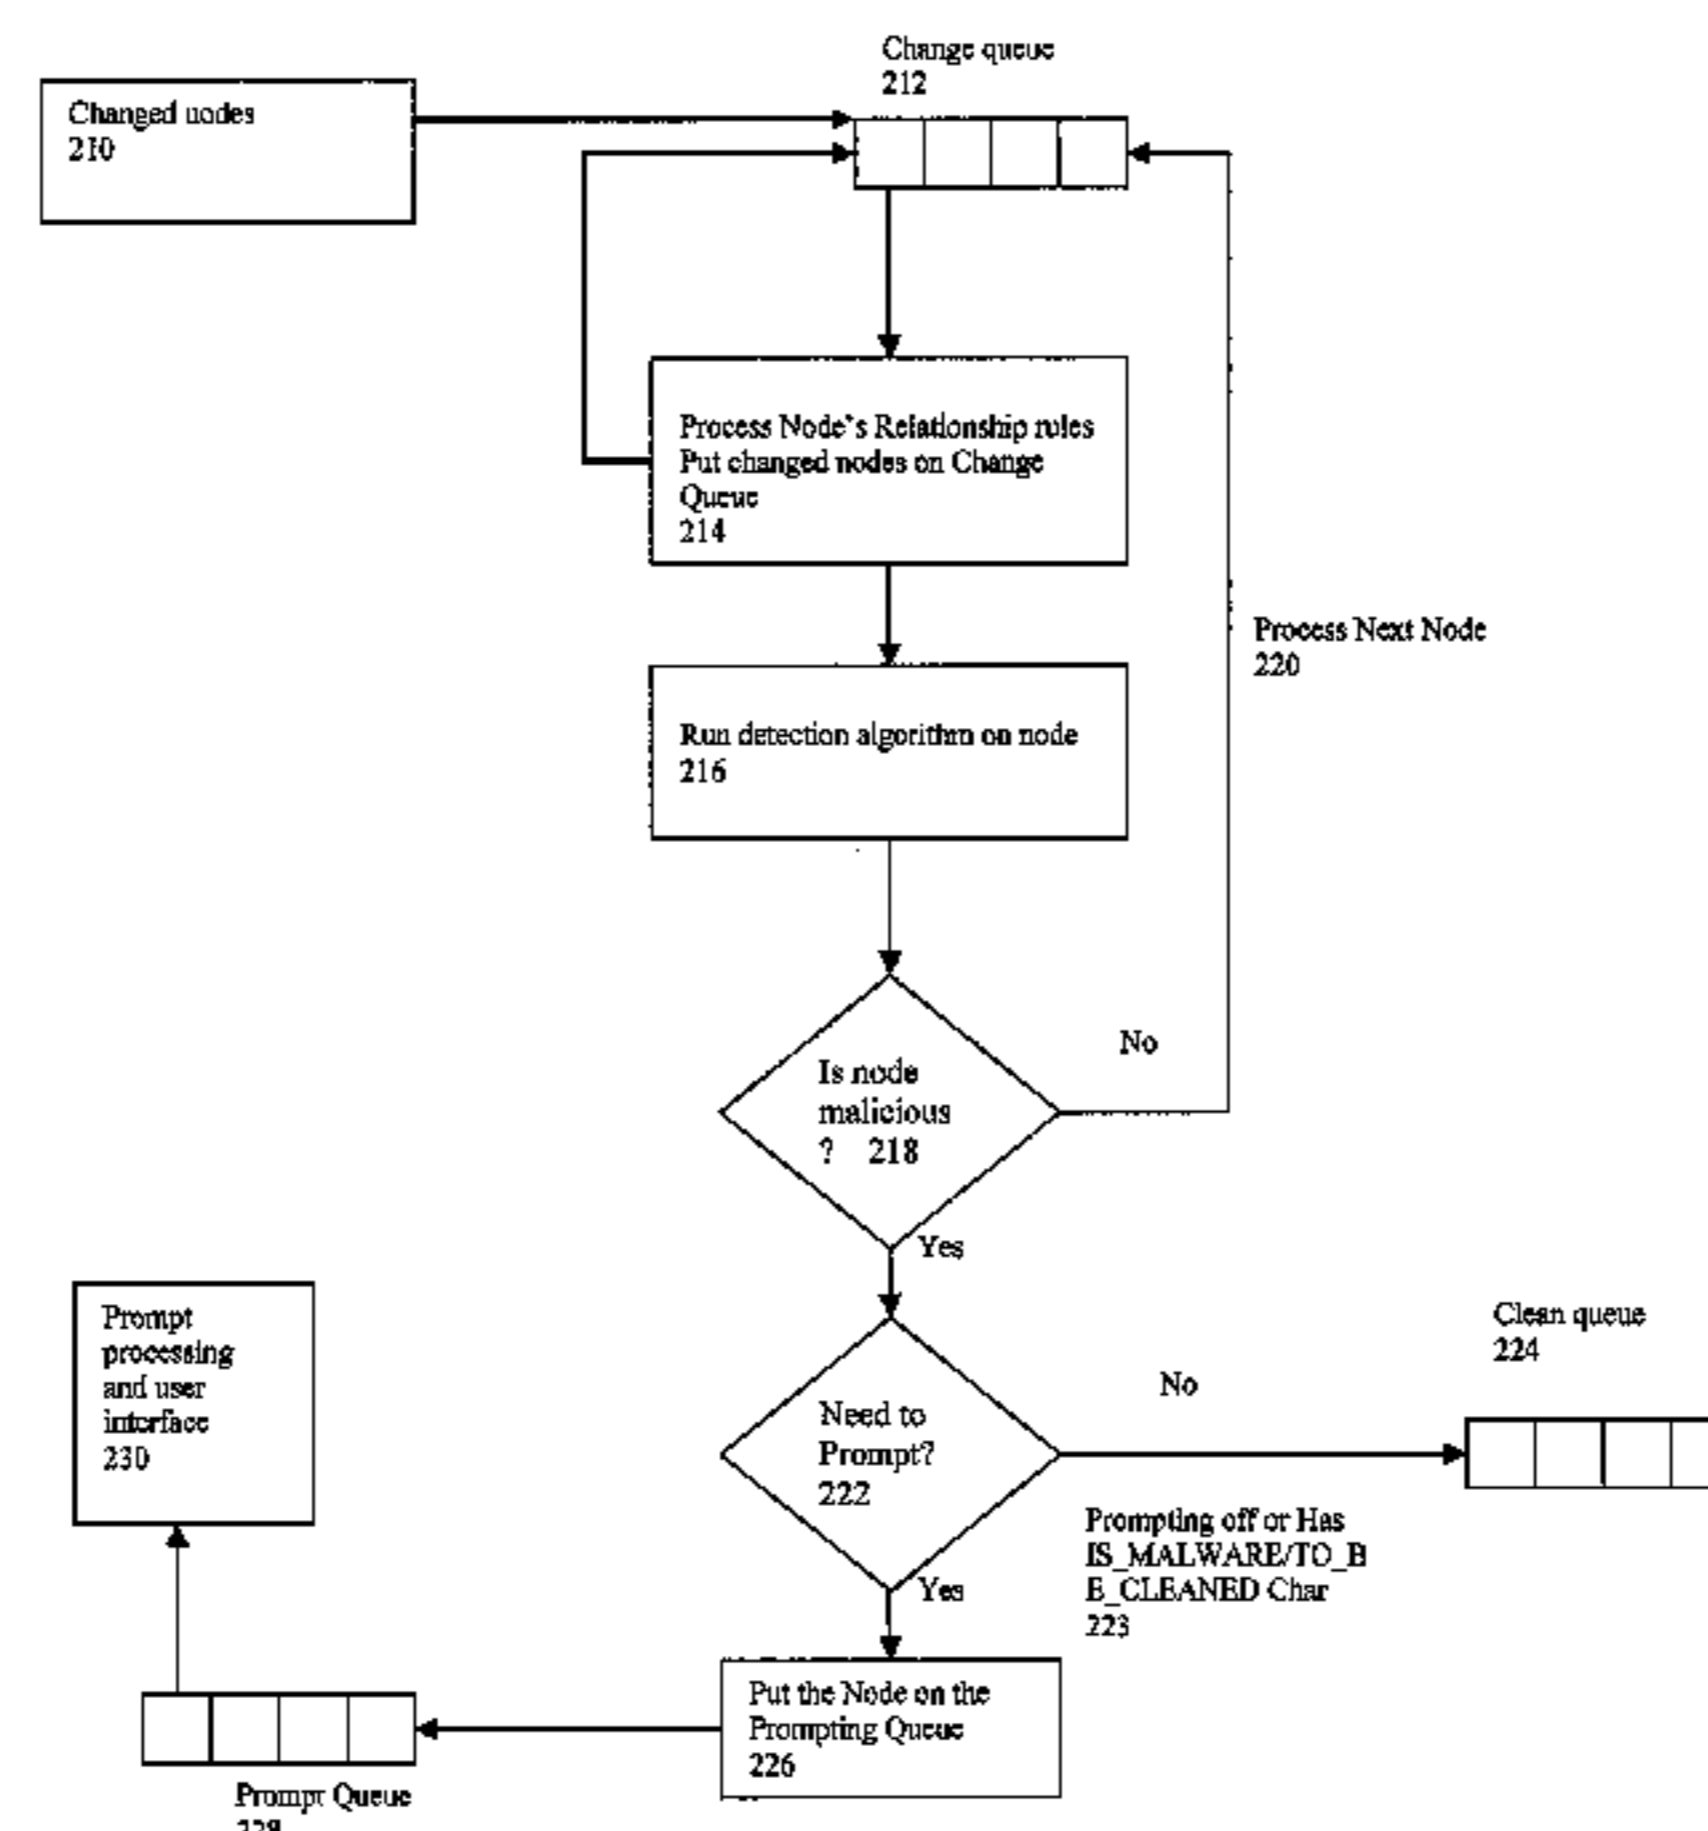 Change queue
212
Changed nodes
210
Process Node's Relationship rules
Put changed nodes on Change
Queue
214
Process Next Node
220
Run detection algorithm on node
216
No
Is node
malicious
? 218
Yes
Prompt
processing
and user
interface
230
Clean queue
224
No
Need to
Prompt?
222
Prompting off or Has
IS_MALWARE/TO_B
E_CLEANED Char
223
Yes
Put the Node on the
Prompting Queue
226
Prompt Queue